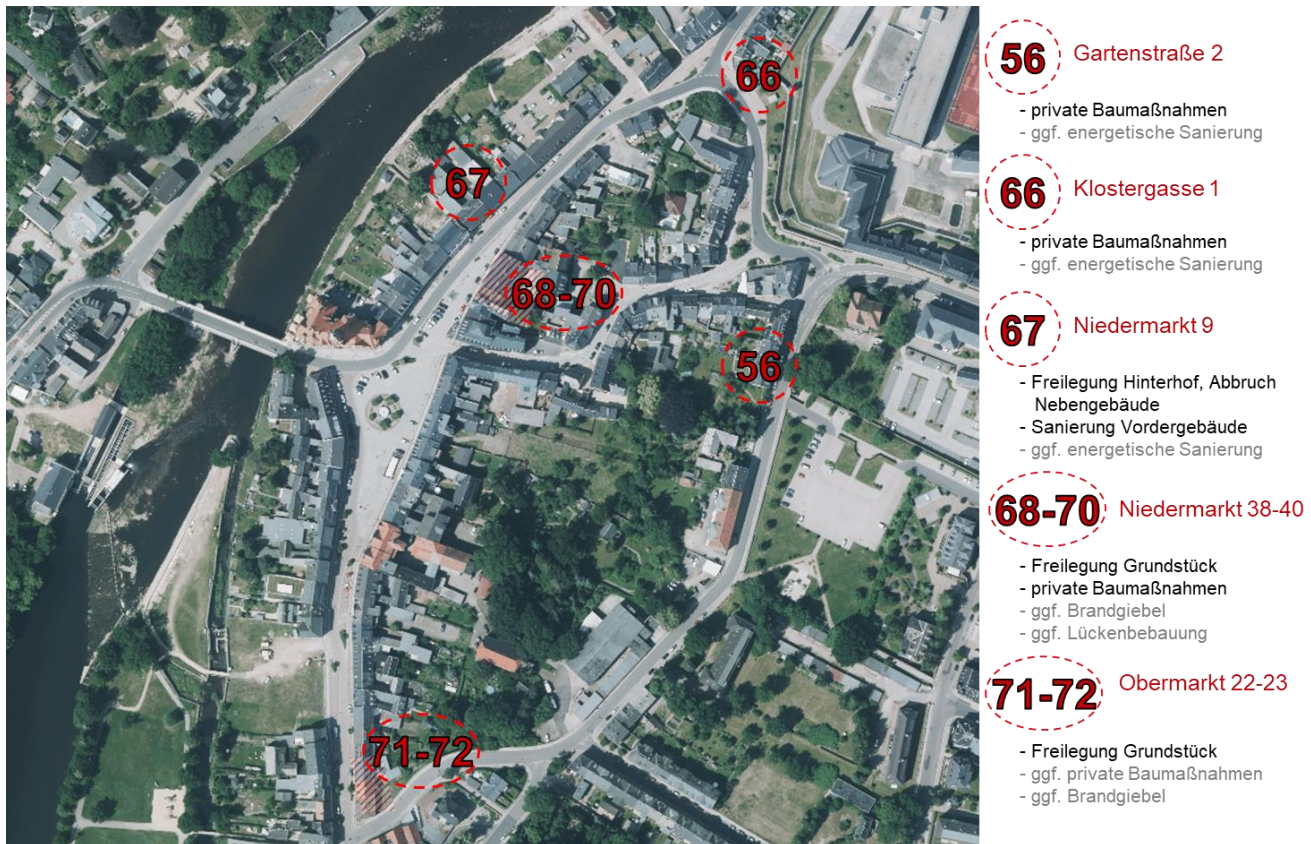 66
67
68-70
56
71-72
56 Gartenstraße 2
- private Baumaßnahmen
- ggf. energetische Sanierung
66 Klostergasse 1
- private Baumaßnahmen
- ggf. energetische Sanierung
67 Niedermarkt 9
- Freilegung Hinterhof, Abbruch
Nebengebäude
- Sanierung Vordergebäude
- ggf. energetische Sanierung
68-70 Niedermarkt 38-40
- Freilegung Grundstück
- private Baumaßnahmen
- ggf. Brandgiebel
- ggf. Lückenbebauung
71-72 Obermarkt 22-23
- Freilegung Grundstück
- ggf. private Baumaßnahmen
- ggf. Brandgiebel